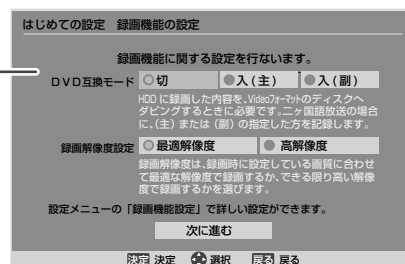 はじめての設定 録画機能の設定
録画機能に関する設定を行ないます。
DVD互換モード ○切 ●入(主) ●入(副)
HDDに録画した内容を、Videoフォーマットのディスクへ
ダビングするときに必要です。二ヶ国語放送の場合
に、(主)または(副)の指定した方を記録します。
録画解像度設定 ○最適解像度 ●高解像度
録画解像度は、録画時に設定している画質に合わせ
て最適な解像度で録画するか、できる限り高い解像
度で録画するかを選びます。
設定メニューの「録画機能設定」で詳しい設定ができます。
次に進む
決定 決定 選択 戻る 戻る